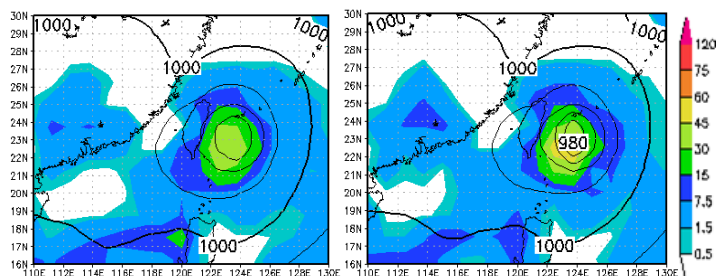 30N 1000 1000 30N 1000 1000 120
29N 29N
28N 28N 75
27N 1000 27N 1000
26N 26N 60
25N 25N
24N 24N 45
23N 23N 980
22N 22N 30
21N 21N
20N 20N 15
19N 19N 7.5
18N 18N
17N 1000 17N 1000 1.5
16N 16N 0.5
110E 112E 114E 116E 118E 120E 122E 124E 126E 128E 130E 110E 112E 114E 116E 118E 120E 122E 124E 126E 128E 130E